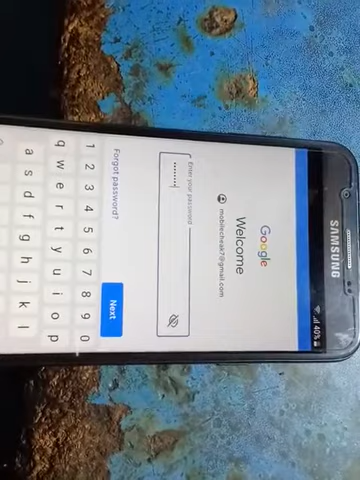 SAMSUNG
40%
Google
Welcome
mobilecheak7@gmail.com
Enter your password
Forgot password?
Next
1 2 3 4 5 6 7 8 9 0
q w e r t y u i o p
a s d f g h j k l